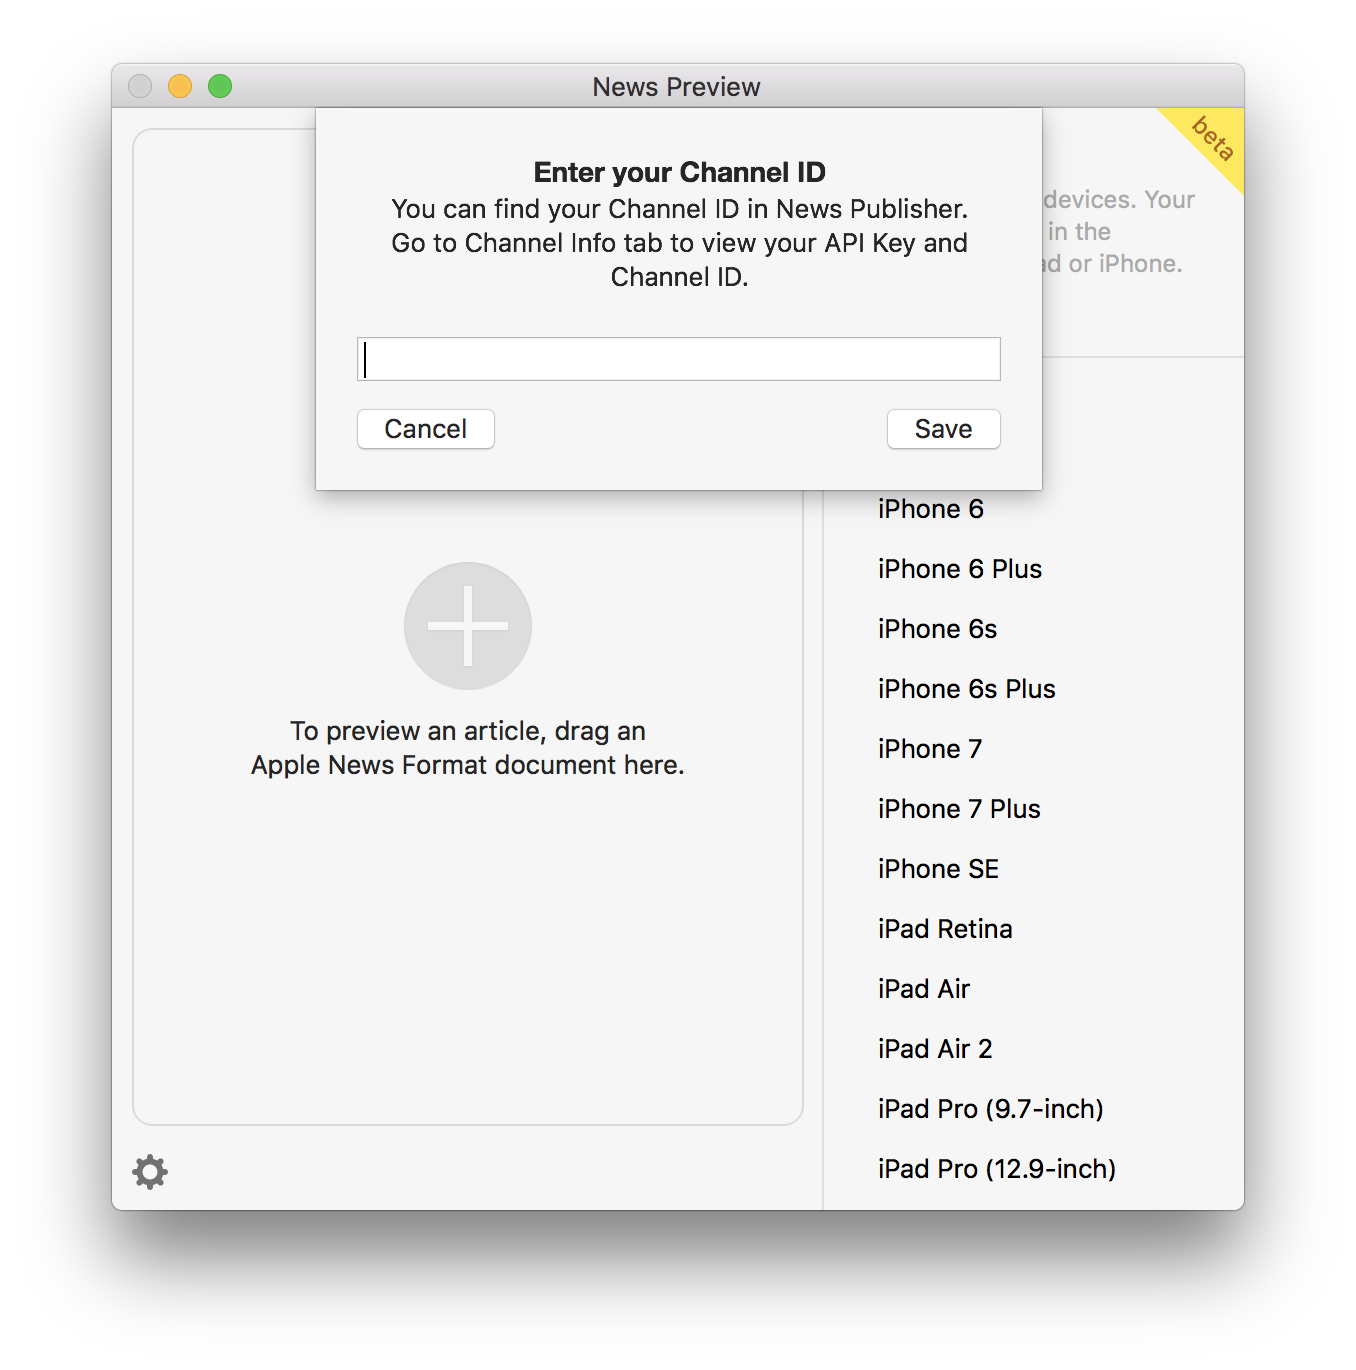 News Preview
beta
Enter your Channel ID
You can find your Channel ID in News Publisher.
Go to Channel Info tab to view your API Key and
Channel ID.
Cancel
Save
devices. Your
in the
or iPhone.
To preview an article, drag an
Apple News Format document here.
iPhone 6
iPhone 6 Plus
iPhone 6s
iPhone 6s Plus
iPhone 7
iPhone 7 Plus
iPhone SE
iPad Retina
iPad Air
iPad Air 2
iPad Pro (9.7-inch)
iPad Pro (12.9-inch)